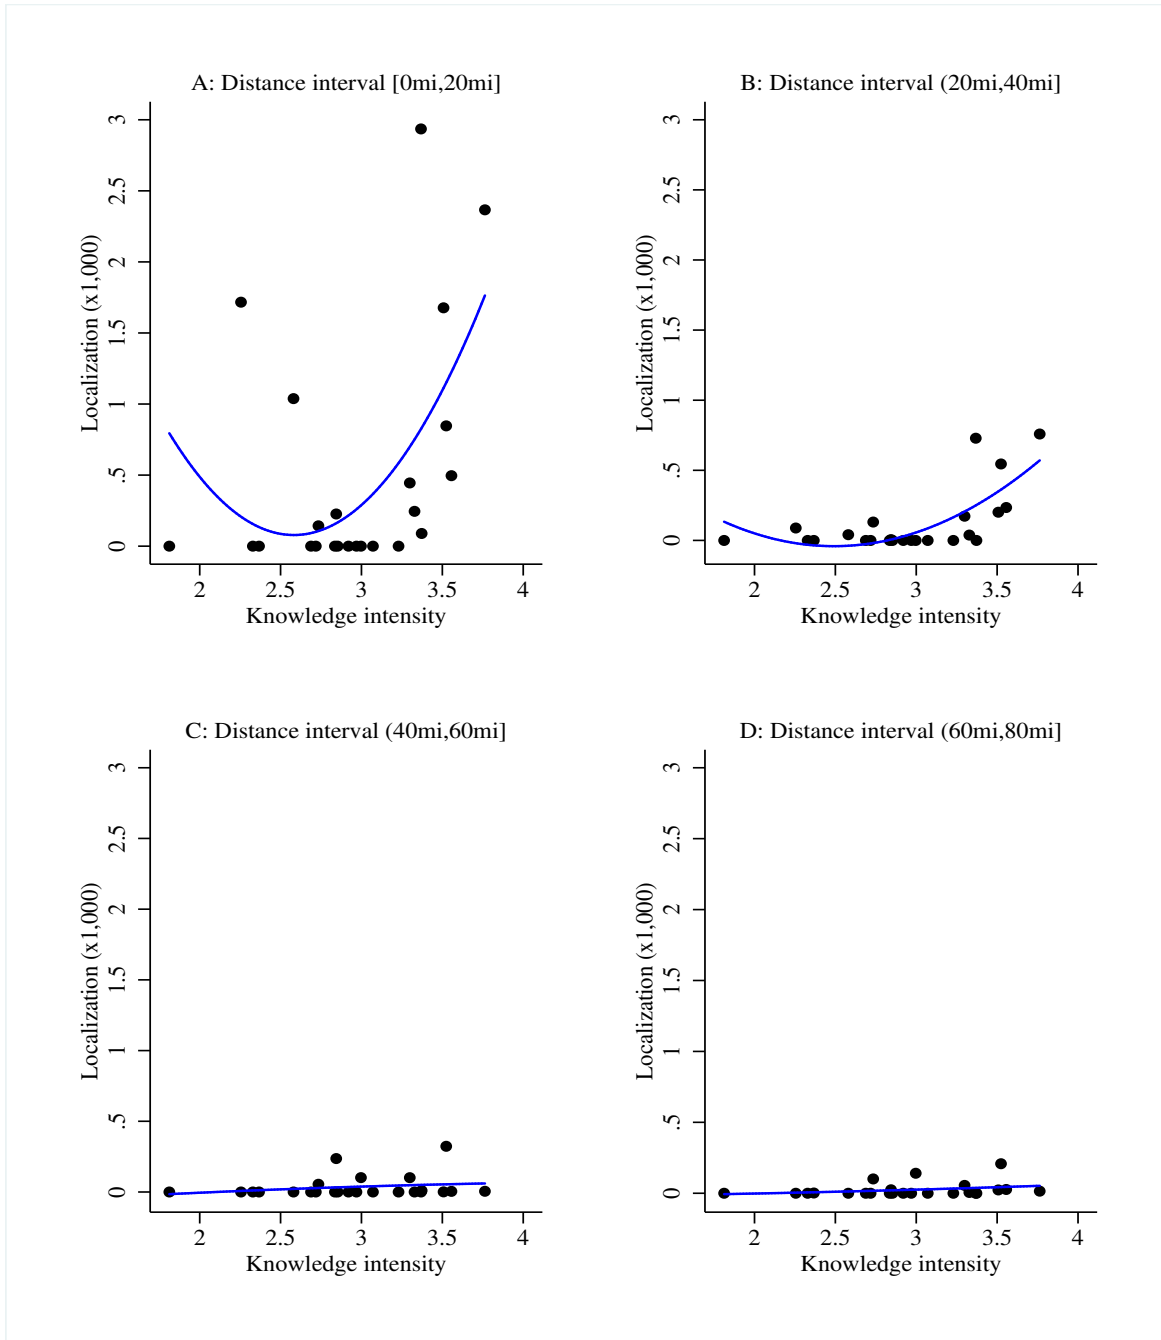 A: Distance interval [0mi,20mi]
Localization (x1,000)
3
2.5
2
1.5
1
.5
0
2 2.5 3 3.5 4
Knowledge intensity
B: Distance interval (20mi,40mi]
Localization (x1,000)
3
2.5
2
1.5
1
.5
0
2 2.5 3 3.5 4
Knowledge intensity
C: Distance interval (40mi,60mi]
Localization (x1,000)
3
2.5
2
1.5
1
.5
0
2 2.5 3 3.5 4
Knowledge intensity
D: Distance interval (60mi,80mi]
Localization (x1,000)
3
2.5
2
1.5
1
.5
0
2 2.5 3 3.5 4
Knowledge intensity